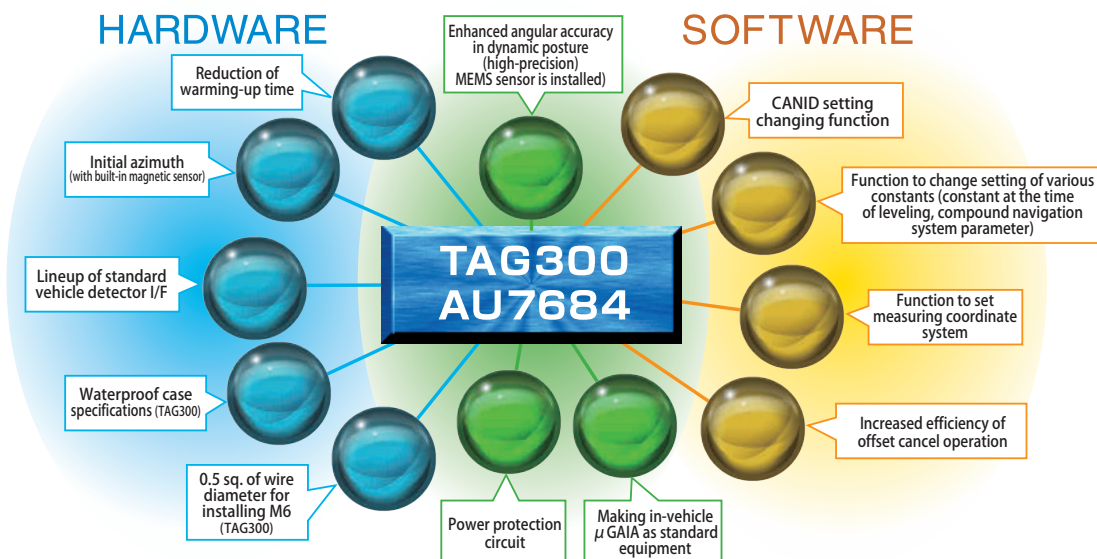 HARDWARE
SOFTWARE
Enhanced angular accuracy
in dynamic posture
(high-precision)
MEMS sensor is installed)
Reduction of
warming-up time
Initial azimuth
(with built-in magnetic sensor)
Lineup of standard
vehicle detector I/F
Waterproof case
specifications (TAG300)
0.5 sq. of wire
diameter for
installing M6
(TAG300)
TAG300
AU7684
Power protection
circuit
Making in-vehicle
μ GAIA as standard
equipment
CANID setting
changing function
Function to change setting of various
constants (constant at the time
of leveling, compound navigation
system parameter)
Function to set
measuring coordinate
system
Increased efficiency of
offset cancel operation